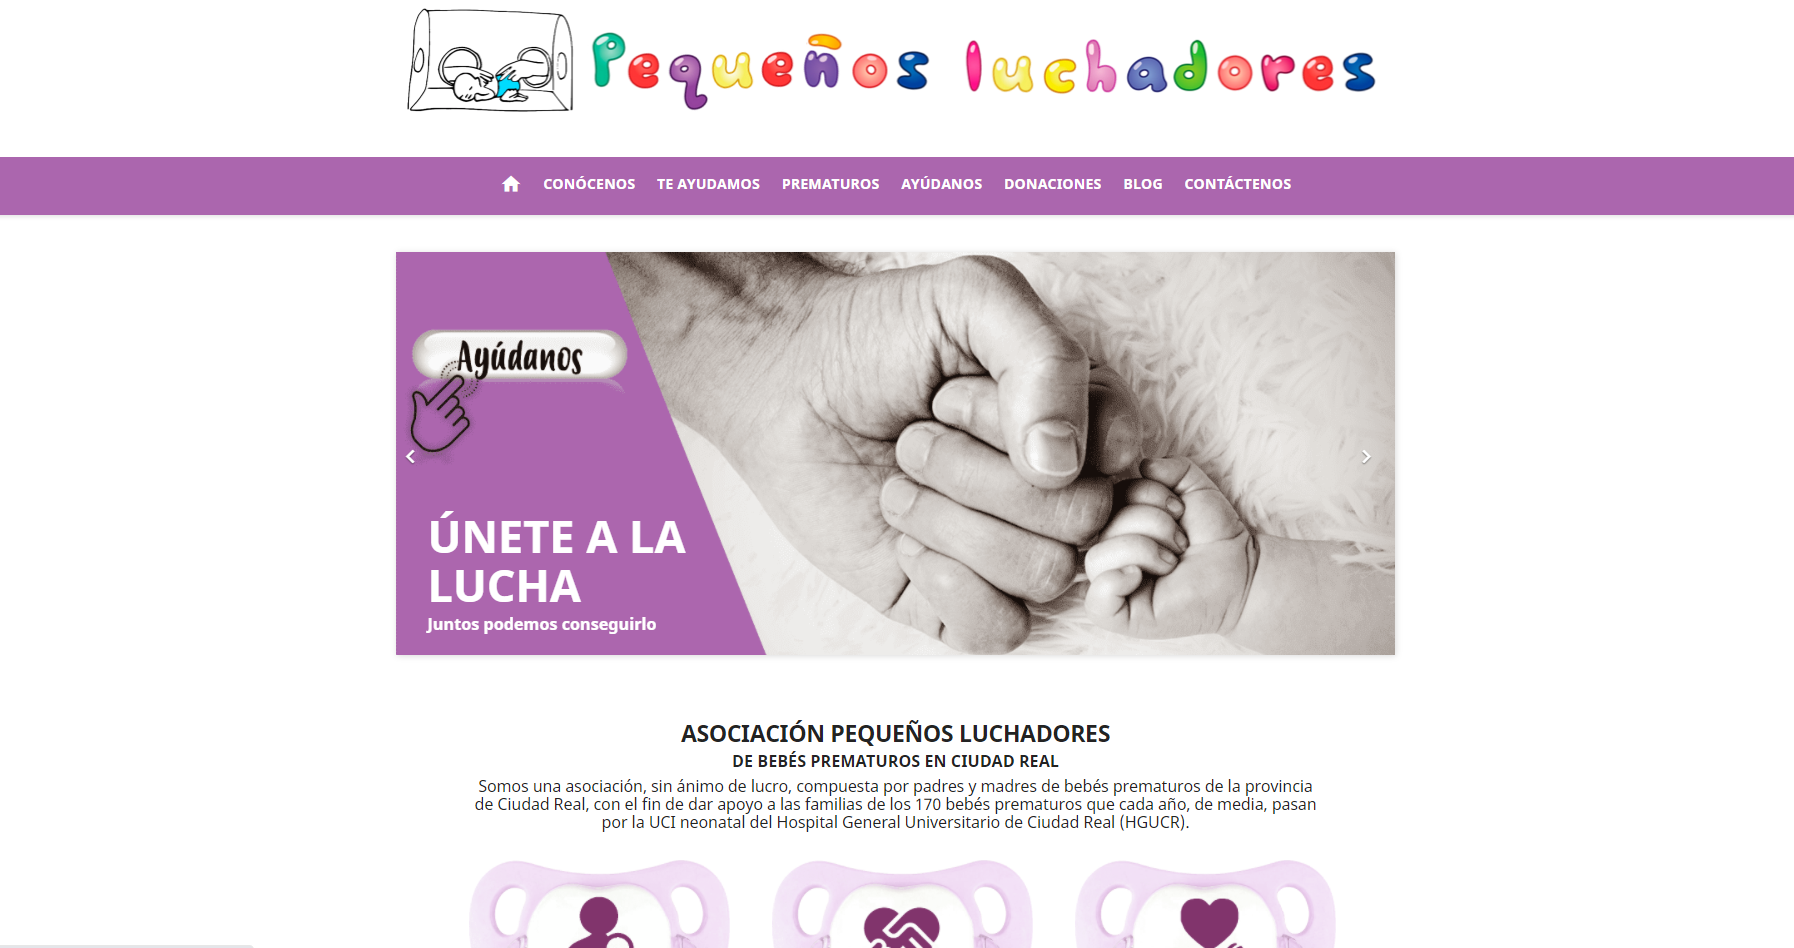 Pequeños luchadores
CONÓCENOS TE AYUDAMOS PREMATUROS AYÚDANOS DONACIONES BLOG CONTÁCTENOS
Ayúdanos
ÚNETE A LA
LUCHA
Juntos podemos conseguirlo
ASOCIACIÓN PEQUEÑOS LUCHADORES
DE BEBÉS PREMATUROS EN CIUDAD REAL
Somos una asociación, sin ánimo de lucro, compuesta por padres y madres de bebés prematuros de la provincia
de Ciudad Real, con el fin de dar apoyo a las familias de los 170 bebés prematuros que cada año, de media, pasan
por la UCI neonatal del Hospital General Universitario de Ciudad Real (HGUCR).